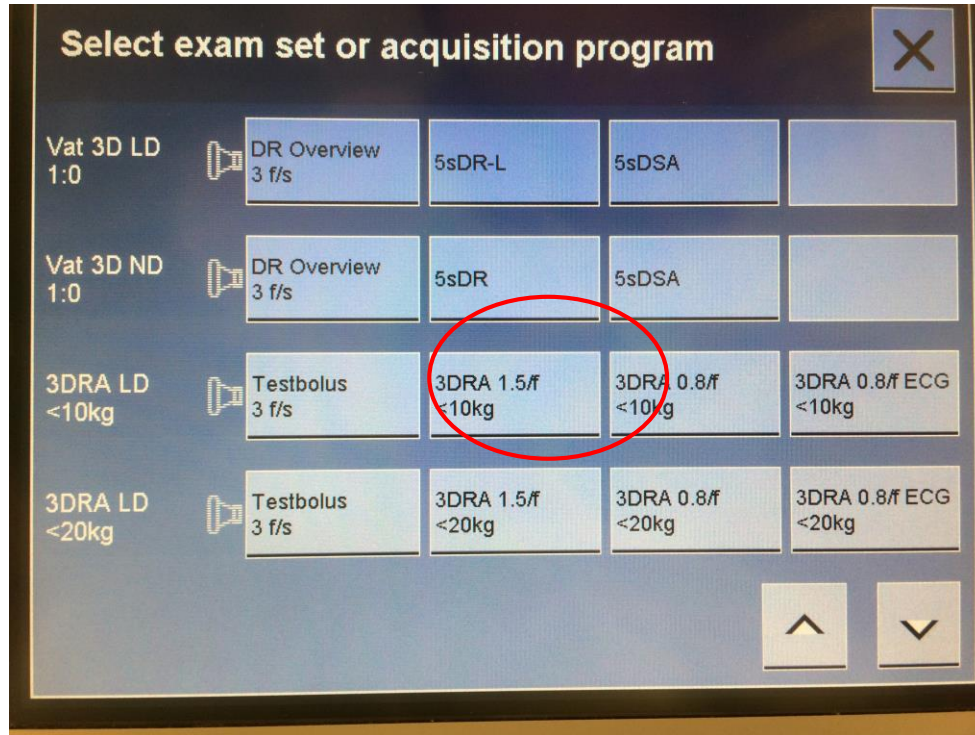 Select exam set or acquisition program
Vat 3D LD
1:0
DR Overview
3 f/s
5sDR-L
5sDSA
Vat 3D ND
1:0
DR Overview
3 f/s
5sDR
5sDSA
3DRA LD
<10kg
Testbolus
3 f/s
3DRA 1.5/f
<10kg
3DRA 0.8/f
<10kg
3DRA 0.8/f ECG
<10kg
3DRA LD
<20kg
Testbolus
3 f/s
3DRA 1.5/f
<20kg
3DRA 0.8/f
<20kg
3DRA 0.8/f ECG
<20kg